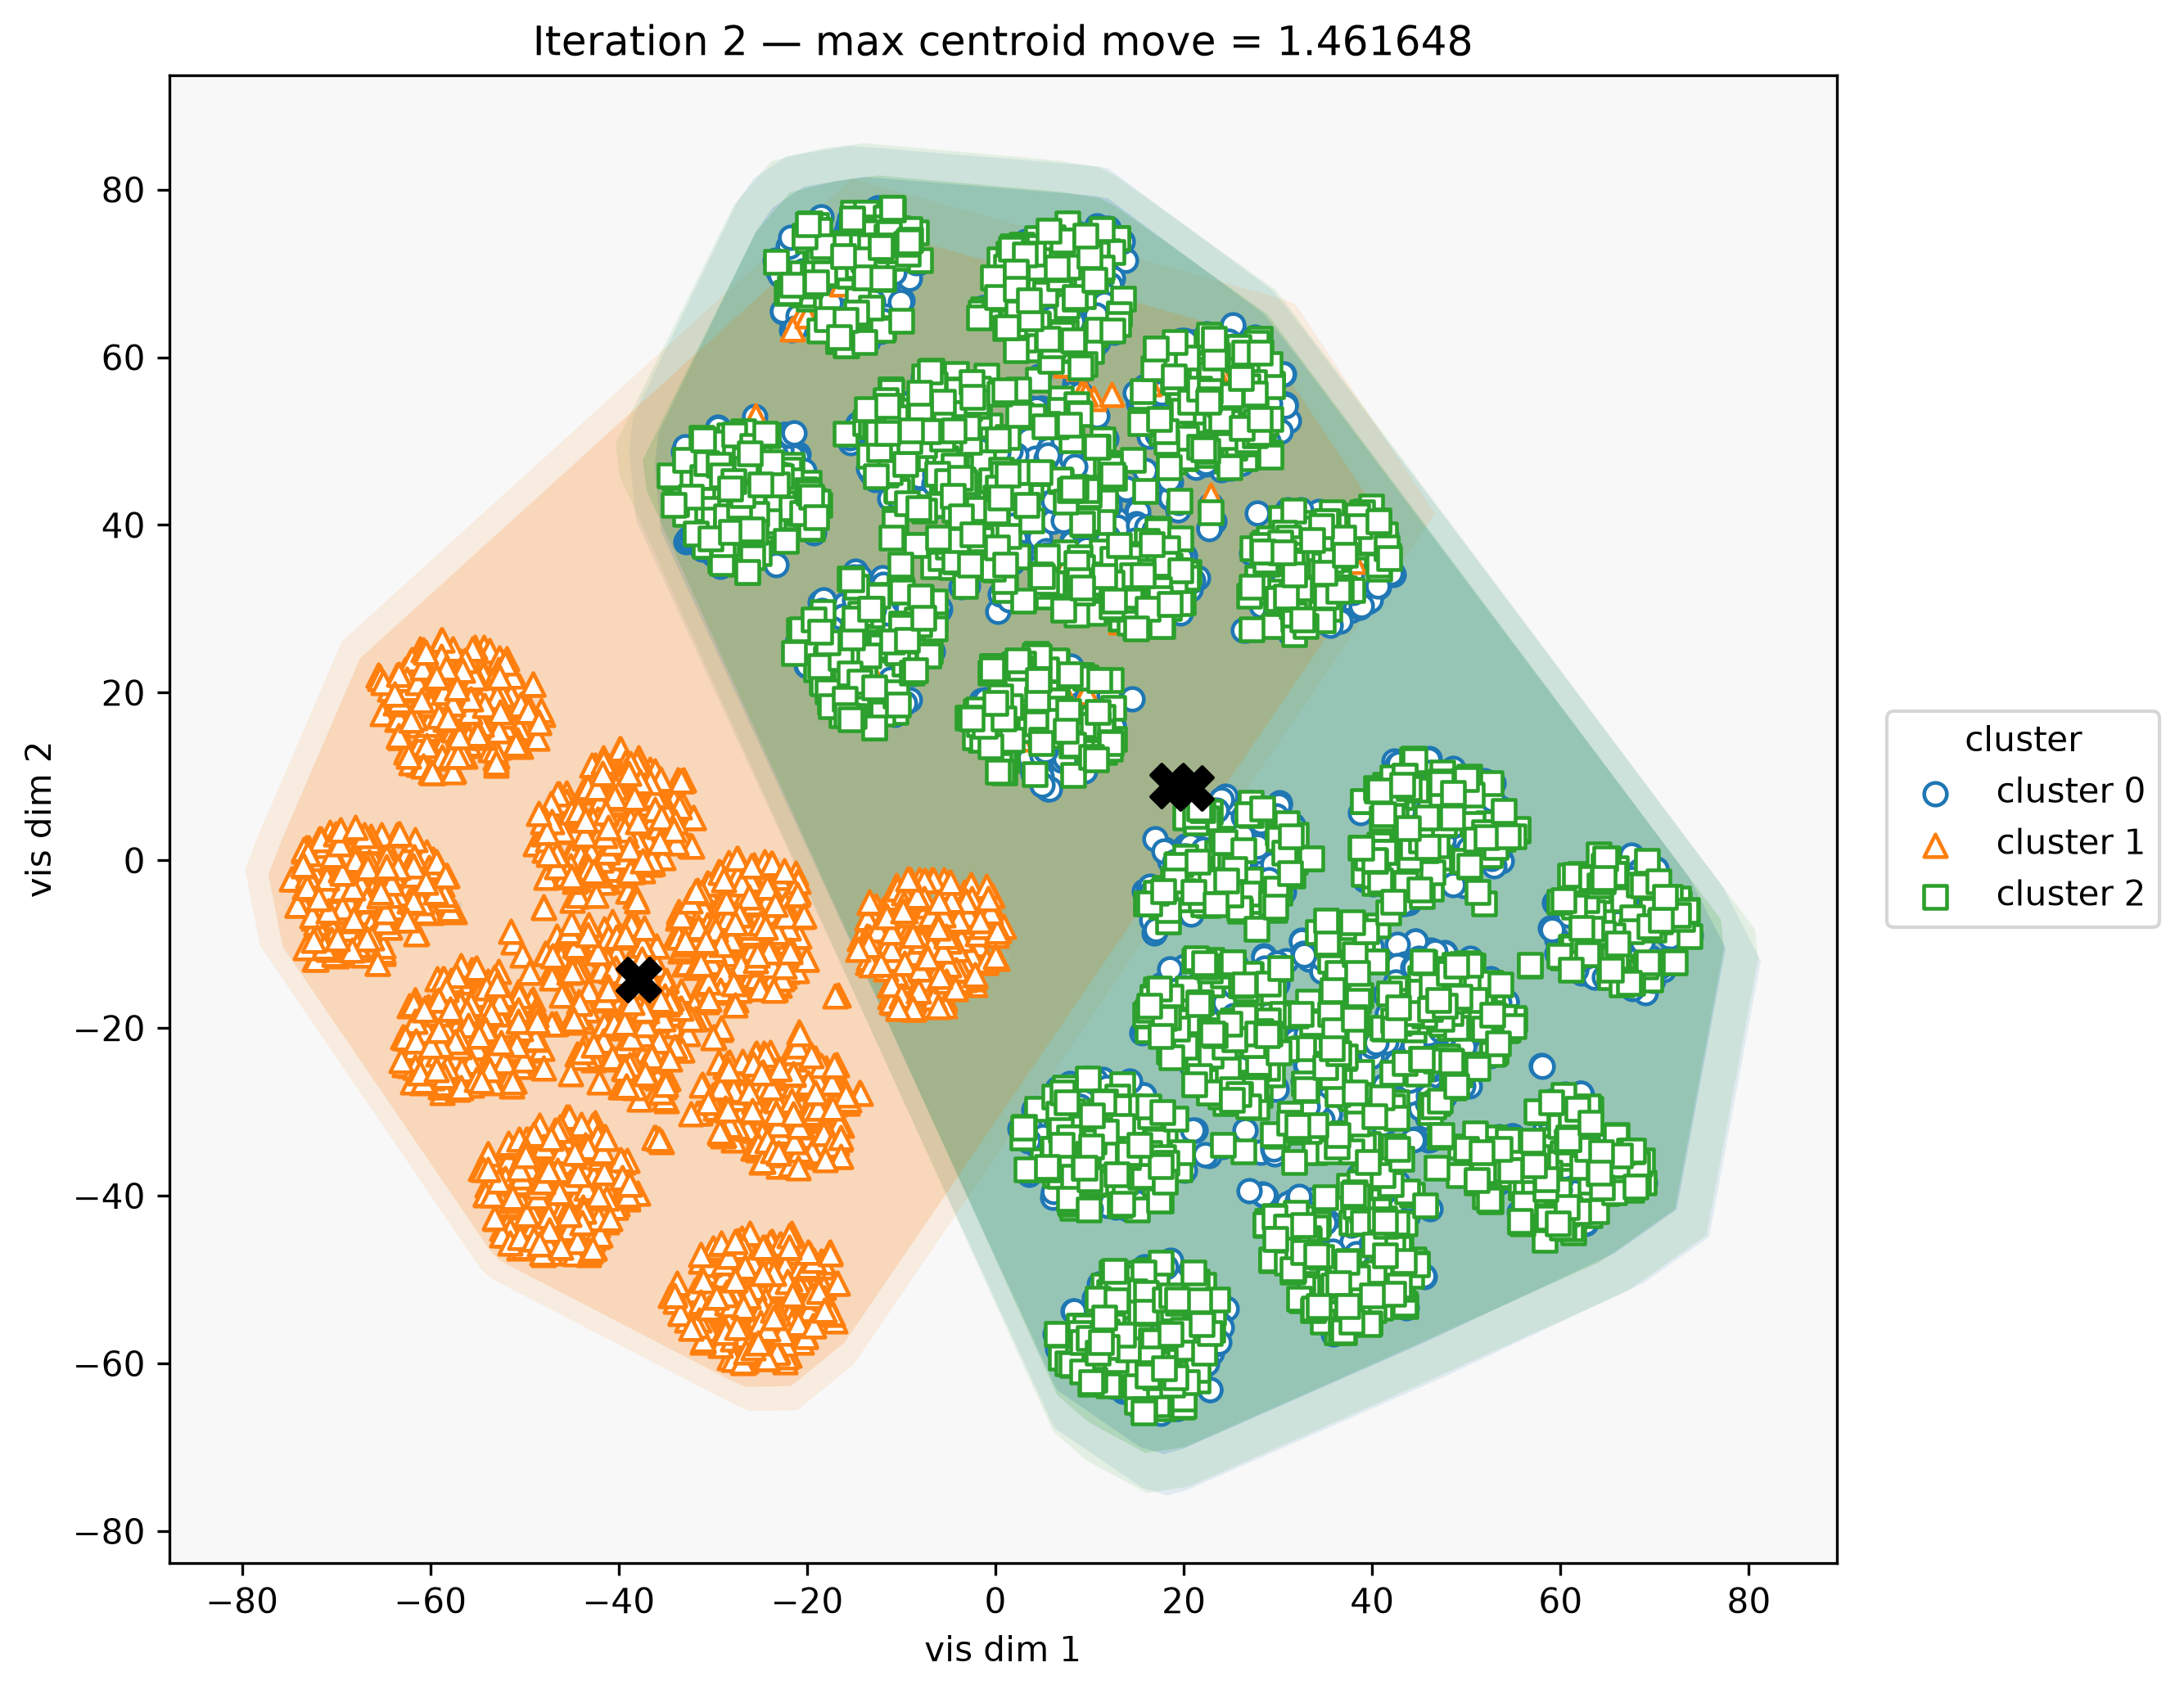 Iteration 2 — max centroid move = 1.461648
80
60
40
20
0
−20
−40
−60
−80
vis dim 2
−80 −60 −40 −20 0 20 40 60 80
vis dim 1
cluster
cluster 0
cluster 1
cluster 2